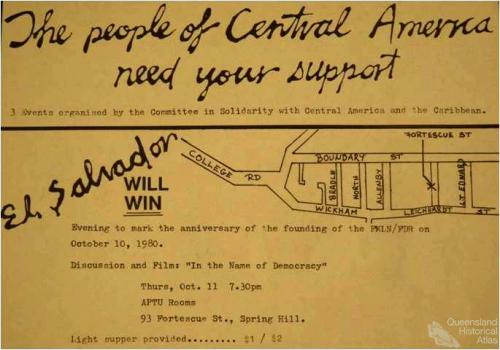 The people of Central America
need your support
3 Events organised by the Committee in Solidarity with Central America and the Caribbean.
El Salvador
WILL
WIN
COLLEGE RD
BOUNDARY ST
FORTESCUE ST
BRADLEY
NORTH
ALLENBY
LT. EDWARD
WICKHAM
LEICHHARDT ST
Evening to mark the anniversary of the founding of the FMLN/FDR on
October 10, 1980.
Discussion and Film: "In the Name of Democracy"
Thurs, Oct. 11 7.30pm
APTU Rooms
93 Fortescue St., Spring Hill.
Light supper provided......... $1 / $2
Queensland
Historical
Atlas